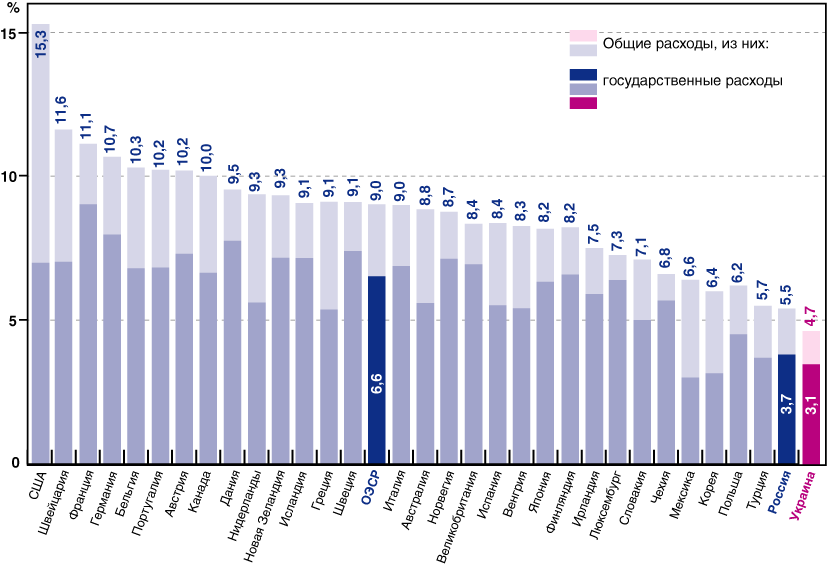 %
15
10
5
0
Общие расходы, из них:
государственные расходы
15,3
11,6
11,1
10,7
10,3
10,2
10,2
10,0
9,5
9,3
9,3
9,1
9,1
9,1
9,0
9,0
8,8
8,7
8,4
8,4
8,3
8,2
8,2
7,5
7,3
7,1
6,8
6,6
6,4
6,2
5,7
5,5
4,7
6,6
3,7
3,1
США
Швейцария
Франция
Германия
Бельгия
Португалия
Австрия
Канада
Дания
Нидерланды
Новая Зеландия
Исландия
Греция
Швеция
ОЭСР
Италия
Австралия
Норвегия
Великобритания
Испания
Венгрия
Япония
Финляндия
Ирландия
Люксембург
Словакия
Чехия
Мексика
Корея
Польша
Турция
Россия
Украина